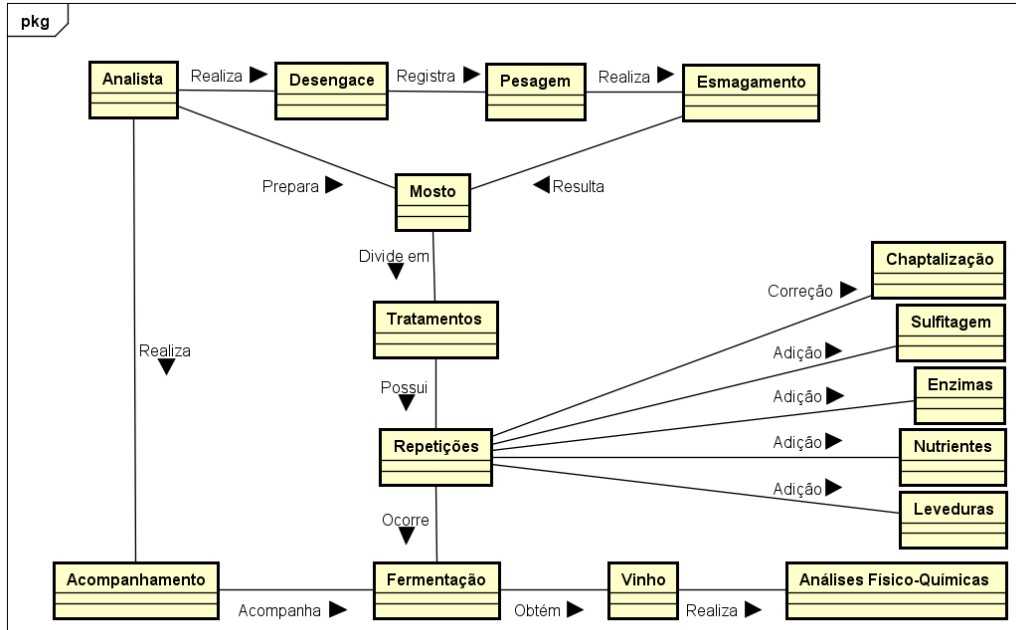 pkg
Analista
Realiza
Desengace
Registra
Pesagem
Realiza
Esmagamento
Prepara
Mosto
Resulta
Divide em
Chaptalização
Correção
Tratamentos
Sulfitagem
Realiza
Adição
Possui
Enzimas
Adição
Repetições
Nutrientes
Adição
Adição
Leveduras
Ocorre
Acompanhamento
Fermentação
Vinho
Análises Físico-Químicas
Acompanha
Obtém
Realiza